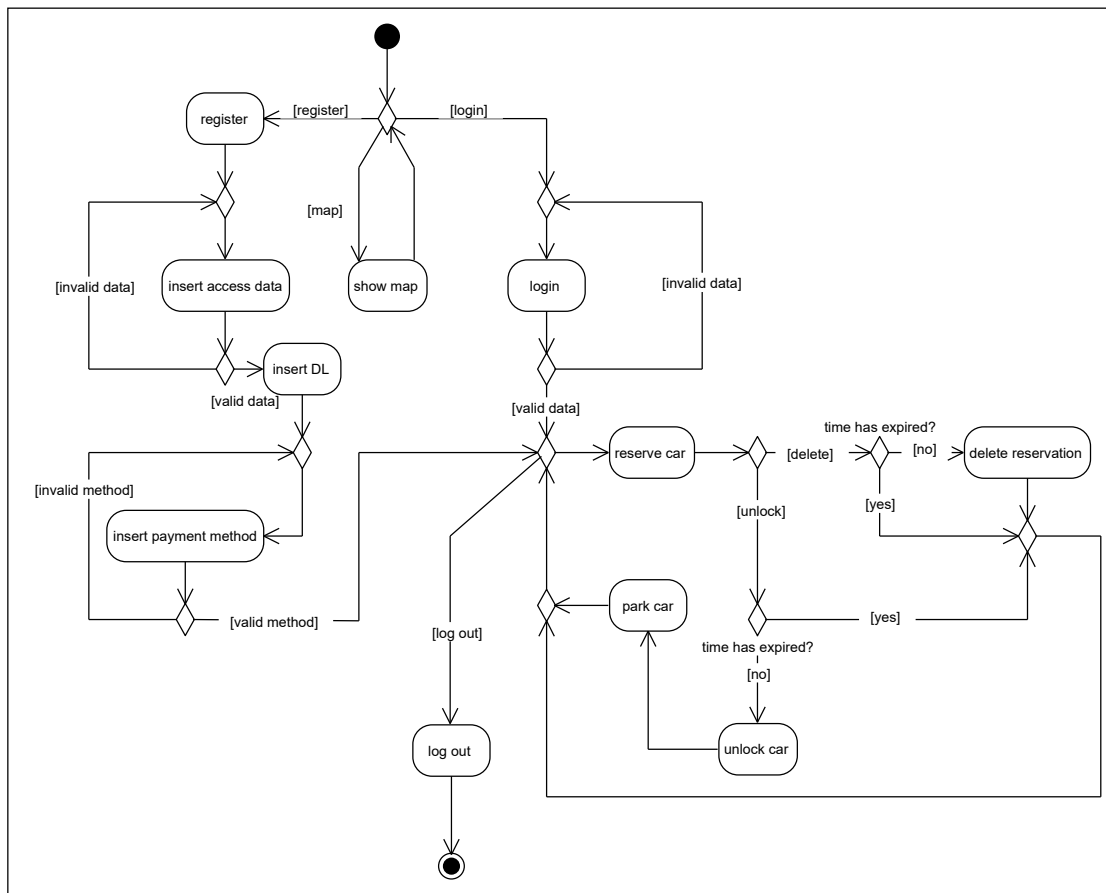 [register]
[login]
register
[map]
insert access data
show map
login
[invalid data]
[invalid data]
insert DL
[valid data]
[valid data]
time has expired?
reserve car
[delete]
[no]
delete reservation
[invalid method]
[unlock]
[yes]
insert payment method
park car
[valid method]
[log out]
[yes]
time has expired?
[no]
log out
unlock car